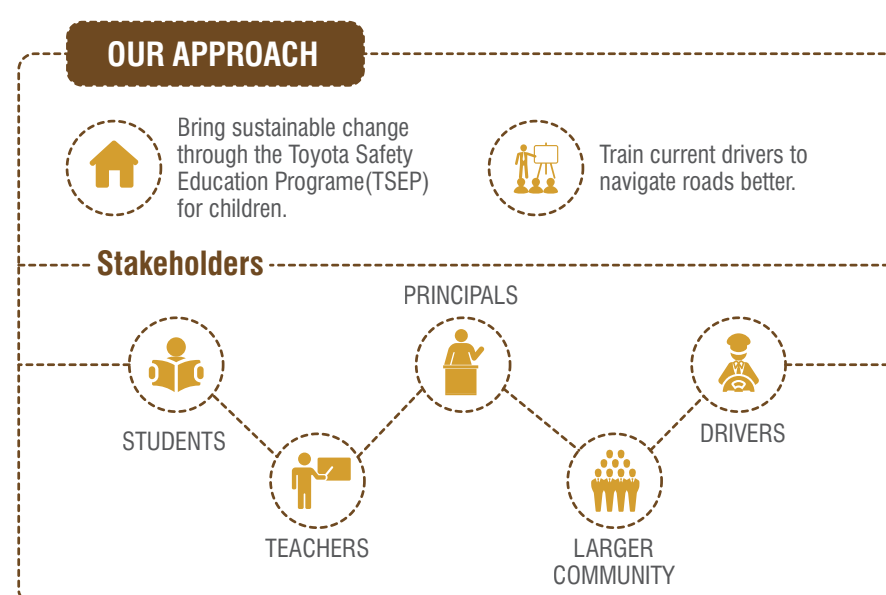 OUR APPROACH
Bring sustainable change
through the Toyota Safety
Education Programe(TSEP)
for children.
Train current drivers to
navigate roads better.
Stakeholders
PRINCIPALS
STUDENTS
DRIVERS
TEACHERS
LARGER
COMMUNITY